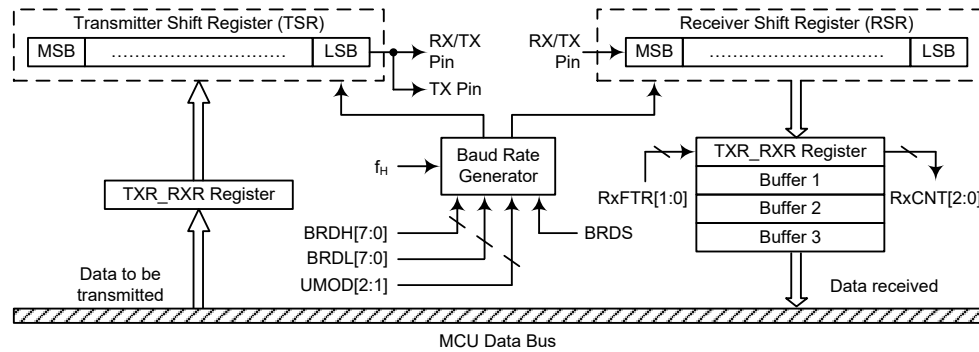 Transmitter Shift Register (TSR)
MSB ............................ LSB
RX/TX
Pin
TX Pin
Receiver Shift Register (RSR)
RX/TX
Pin
MSB ............................ LSB
fH
Baud Rate
Generator
TXR_RXR Register
TXR_RXR Register
Buffer 1
Buffer 2
Buffer 3
RxFTR[1:0]
RxCNT[2:0]
BRDH[7:0]
BRDL[7:0]
UMOD[2:1]
BRDS
Data to be
transmitted
Data received
MCU Data Bus